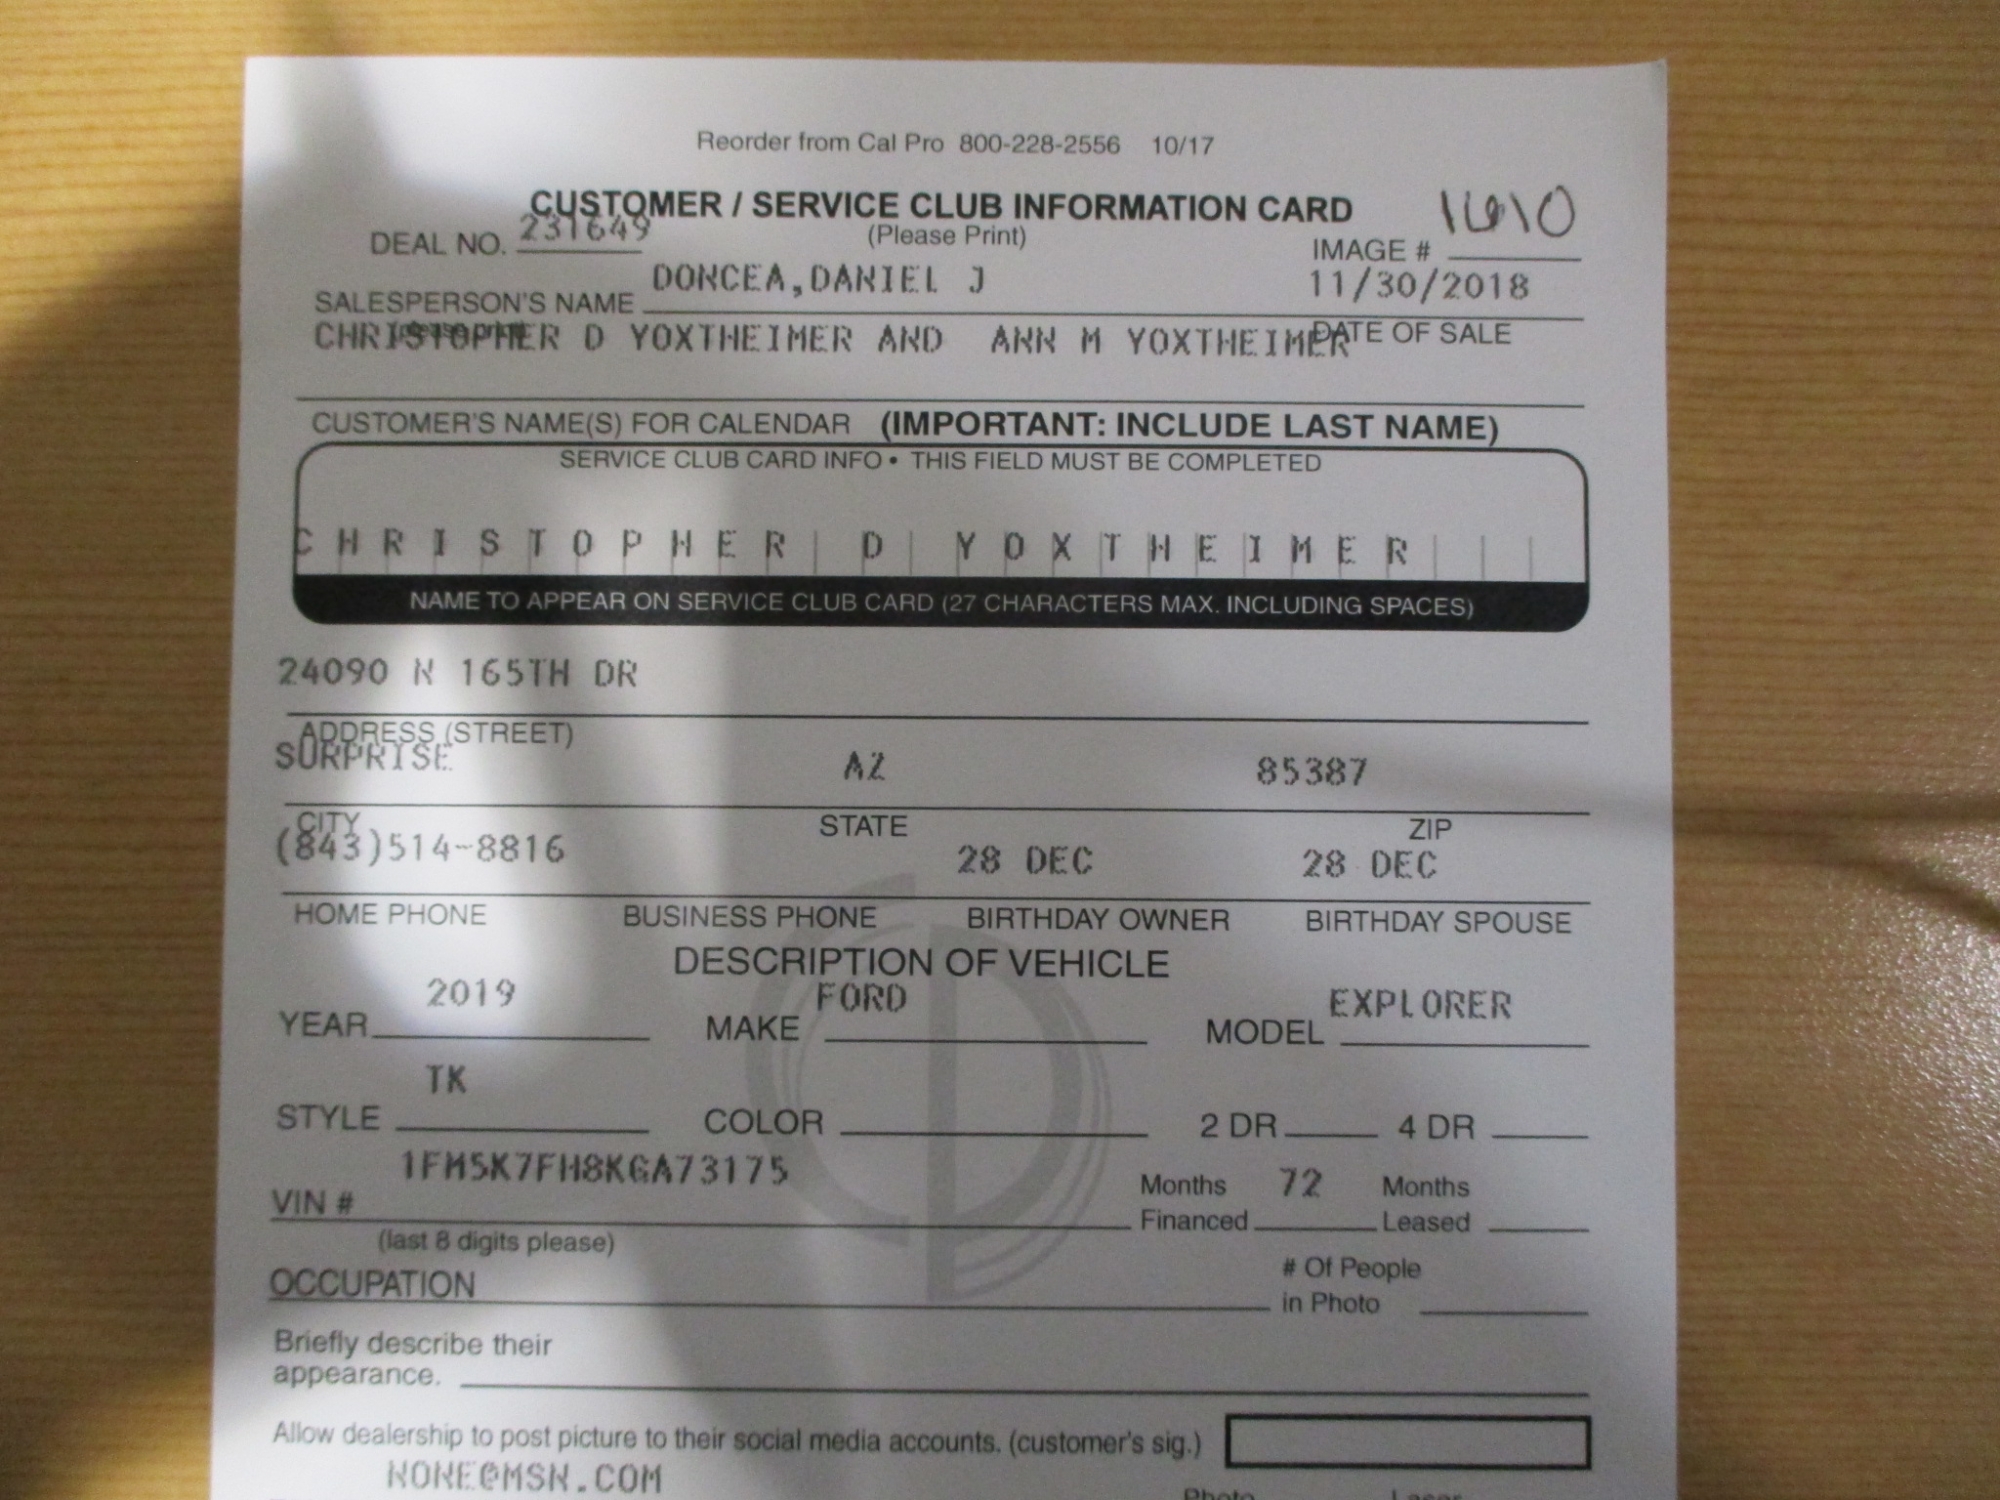 Reorder from Cal Pro 800-228-2556 10/17
CUSTOMER / SERVICE CLUB INFORMATION CARD
(Please Print)
DEAL NO. 231649
IMAGE # 1610
SALESPERSON'S NAME DONCEA,DANIEL J
11/30/2018
(please print)
DATE OF SALE
CHRISTOPHER D YOXTHEIMER AND ANN M YOXTHEIMER
CUSTOMER'S NAME(S) FOR CALENDAR (IMPORTANT: INCLUDE LAST NAME)
SERVICE CLUB CARD INFO • THIS FIELD MUST BE COMPLETED
CHRISTOPHER D YOXTHEIMER
NAME TO APPEAR ON SERVICE CLUB CARD (27 CHARACTERS MAX. INCLUDING SPACES)
24090 N 165TH DR
ADDRESS (STREET)
SURPRISE AZ 85387
CITY STATE ZIP
(843)514-8816 28 DEC 28 DEC
HOME PHONE BUSINESS PHONE BIRTHDAY OWNER BIRTHDAY SPOUSE
DESCRIPTION OF VEHICLE
YEAR 2019 MAKE FORD MODEL EXPLORER
STYLE TK COLOR 2 DR 4 DR
VIN # 1FM5K7FH8KGA73175
Months Financed 72 Months Leased
(last 8 digits please)
OCCUPATION
# Of People in Photo
Briefly describe their
appearance.
Allow dealership to post picture to their social media accounts. (customer's sig.)
NONE@MSN.COM